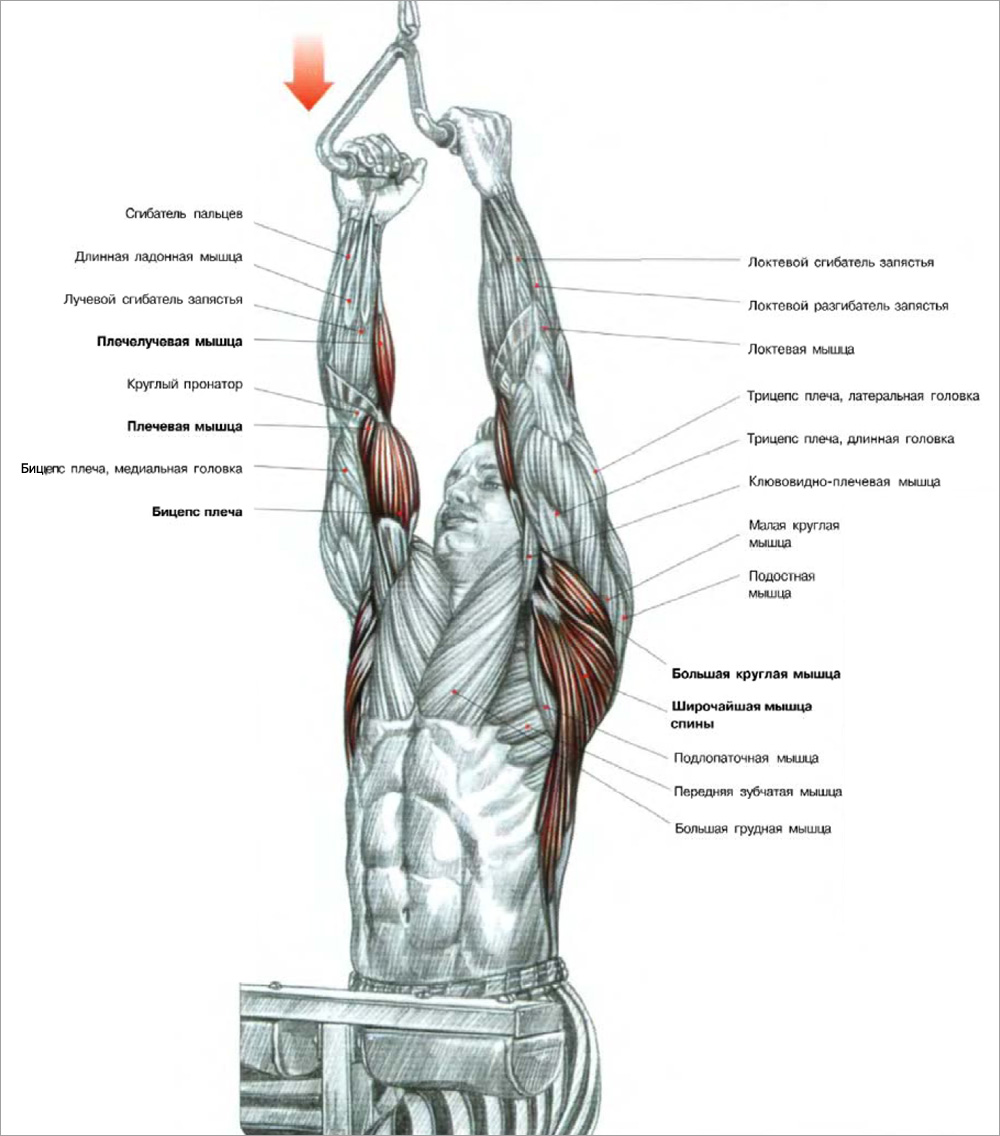 Сгибатель пальцев
Длинная ладонная мышца
Лучевой сгибатель запястья
Плечелучевая мышца
Круглый пронатор
Плечевая мышца
Бицепс плеча, медиальная головка
Бицепс плеча
Локтевой сгибатель запястья
Локтевой разгибатель запястья
Локтевая мышца
Трицепс плеча, латеральная головка
Трицепс плеча, длинная головка
Клювовидно-плечевая мышца
Малая круглая
мышца
Подостная
мышца
Большая круглая мышца
Широчайшая мышца
спины
Подлопаточная мышца
Передняя зубчатая мышца
Большая грудная мышца